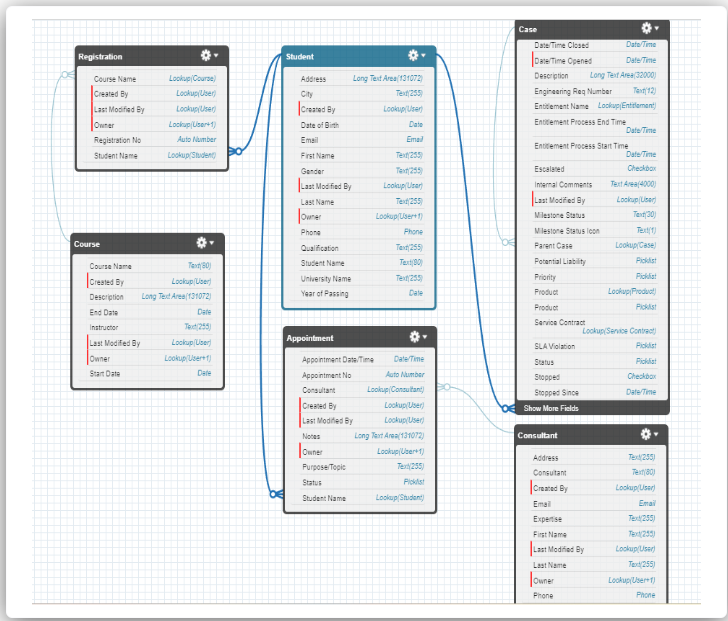 Registration
Course Name Lookup(Course)
Created By Lookup(User)
Last Modified By Lookup(User)
Owner Lookup(User+1)
Registration No Auto Number
Student Name Lookup(Student)
Course
Course Name Text(80)
Created By Lookup(User)
Description Long Text Area(131072)
End Date Date
Instructor Text(255)
Last Modified By Lookup(User)
Owner Lookup(User+1)
Start Date Date
Student
Address Long Text Area(131072)
City Text(255)
Created By Lookup(User)
Date of Birth Date
Email Email
First Name Text(255)
Gender Text(255)
Last Modified By Lookup(User)
Last Name Text(255)
Owner Lookup(User+1)
Phone Phone
Qualification Text(255)
Student Name Text(80)
University Name Text(255)
Year of Passing Date
Appointment
Appointment Date/Time Date/Time
Appointment No Auto Number
Consultant Lookup(Consultant)
Created By Lookup(User)
Last Modified By Lookup(User)
Notes Long Text Area(131072)
Owner Lookup(User+1)
Purpose/Topic Text(255)
Status Picklist
Student Name Lookup(Student)
Case
Date/Time Closed Date/Time
Date/Time Opened Date/Time
Description Long Text Area(32000)
Engineering Req Number Text(12)
Entitlement Name Lookup(Entitlement)
Entitlement Process End Time
Date/Time
Entitlement Process Start Time
Date/Time
Escalated Checkbox
Internal Comments Text Area(4000)
Last Modified By Lookup(User)
Milestone Status Text(30)
Milestone Status Icon Text(1)
Parent Case Lookup(Case)
Potential Liability Picklist
Priority Picklist
Product Lookup(Product)
Product Picklist
Service Contract
Lookup(Service Contract)
SLA Violation Picklist
Status Picklist
Stopped Checkbox
Stopped Since Date/Time
Show More Fields
Consultant
Address Text(255)
Consultant Text(80)
Created By Lookup(User)
Email Email
Expertise Text(255)
First Name Text(255)
Last Modified By Lookup(User)
Last Name Text(255)
Owner Lookup(User+1)
Phone Phone